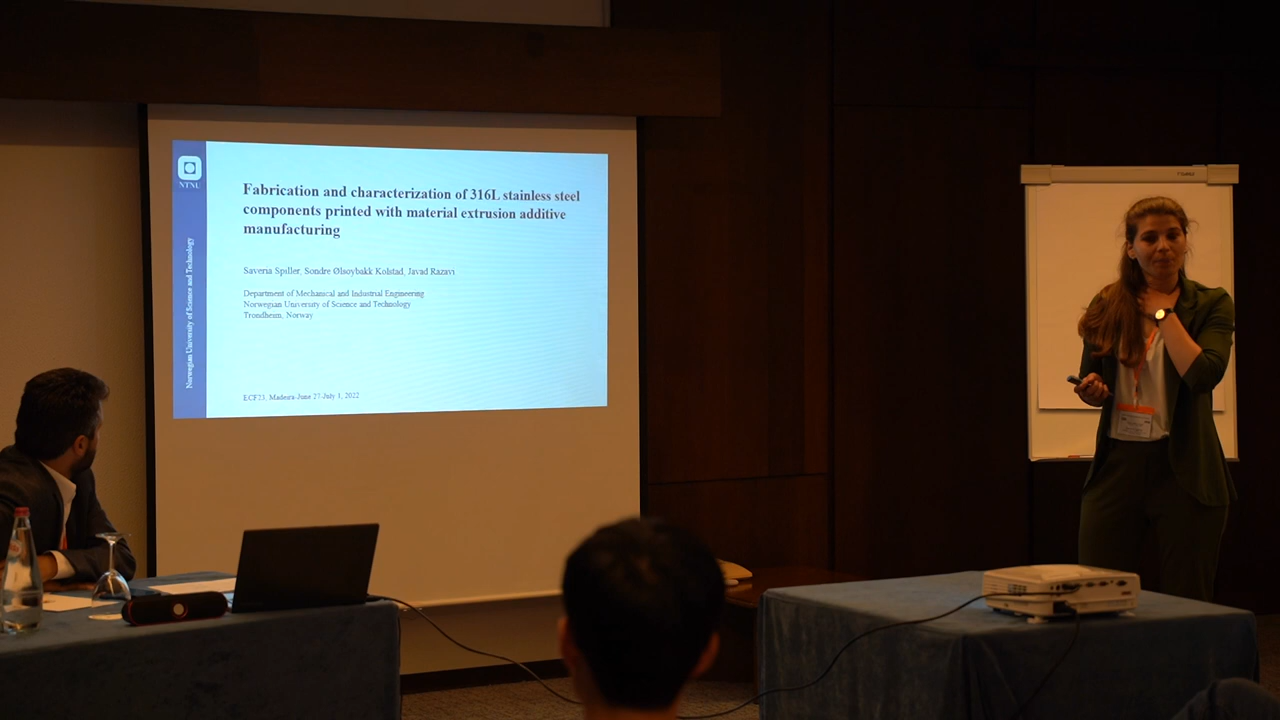 NTNU
Norwegian University of Science and Technology
Fabrication and characterization of 316L stainless steel
components printed with material extrusion additive
manufacturing
Saveria Spiller, Sondre Ølsoybakk Kolstad, Javad Razavi
Department of Mechanical and Industrial Engineering
Norwegian University of Science and Technology
Trondheim, Norway
ECF23, Madeira-June 27-July 1, 2022